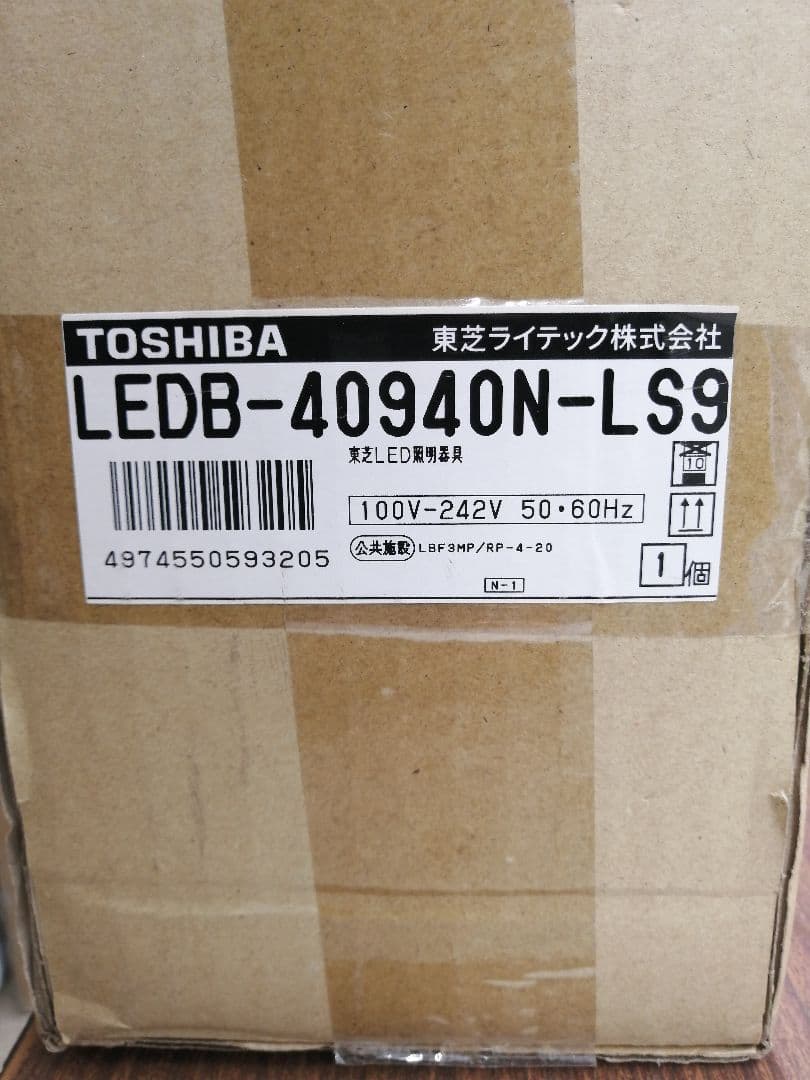 TOSHIBA 東芝ライテック株式会社
LEDB-40940N-LS9
東芝LED照明器具
10
100V-242V 50・60Hz
4974550593205
公共施設 LBF3MP/RP-4-20
N-1
1個